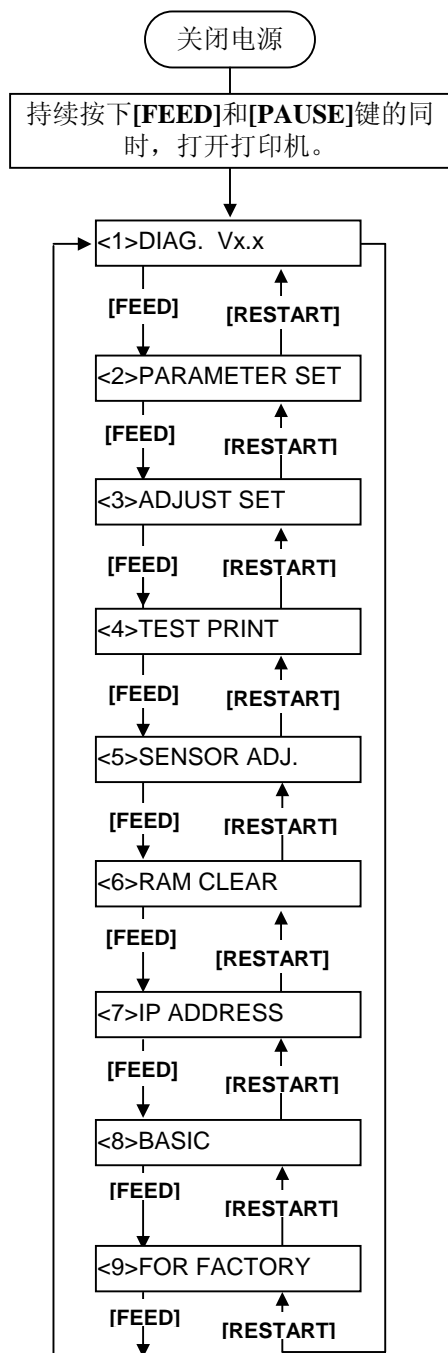 关闭电源
持续按下[FEED]和[PAUSE]键的同
时，打开打印机。
<1>DIAG. Vx.x
[FEED]
[RESTART]
<2>PARAMETER SET
[FEED]
[RESTART]
<3>ADJUST SET
[FEED]
[RESTART]
<4>TEST PRINT
[FEED]
[RESTART]
<5>SENSOR ADJ.
[FEED]
[RESTART]
<6>RAM CLEAR
[FEED]
[RESTART]
<7>IP ADDRESS
[FEED]
[RESTART]
<8>BASIC
[FEED]
[RESTART]
<9>FOR FACTORY
[FEED]
[RESTART]